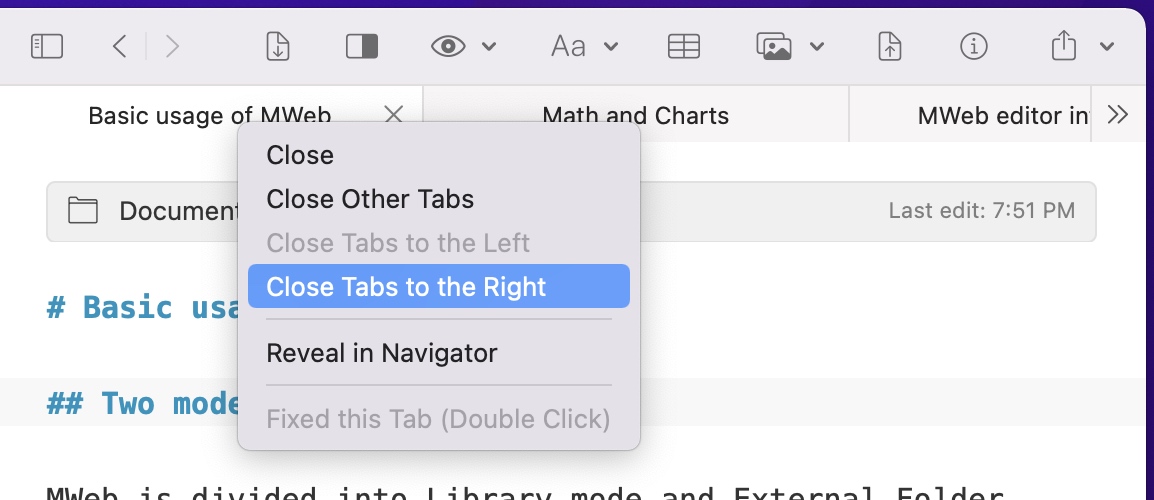 Aa
Basic usage of MWeb
Math and Charts
MWeb editor in
Close
Close Other Tabs
Close Tabs to the Left
Close Tabs to the Right
Reveal in Navigator
Fixed this Tab (Double Click)
Document
Last edit: 7:51 PM
# Basic usa
## Two mode
MWeb is divided into Library mode and External Folder